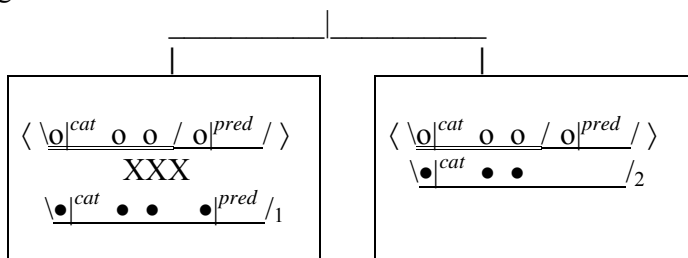 ⟨ \o|cat o o / o|pred / ⟩
XXX
\●|cat ● ● ●|pred /1
⟨ \o|cat o o / o|pred / ⟩
\●|cat ● ● /2